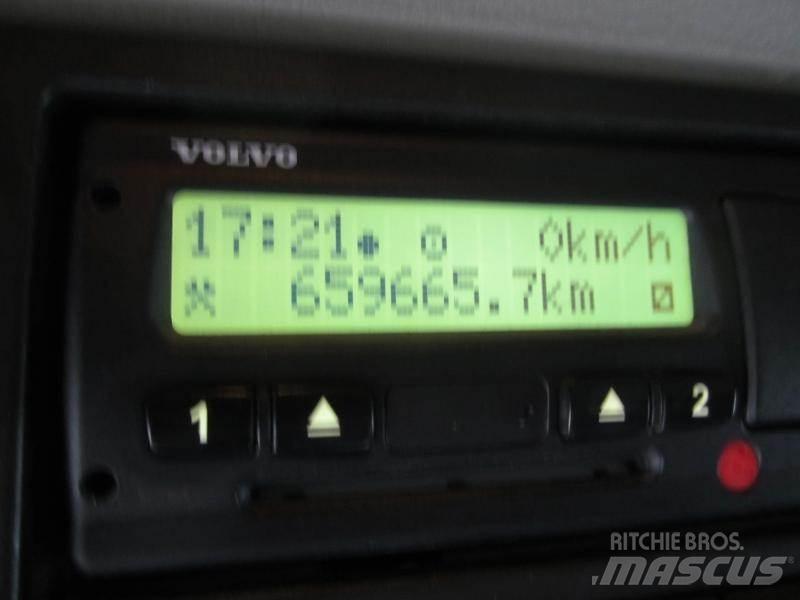 VOLVO
17:21 0km/h
659665.7km
1 2
RITCHIE BROS.
MASCUS